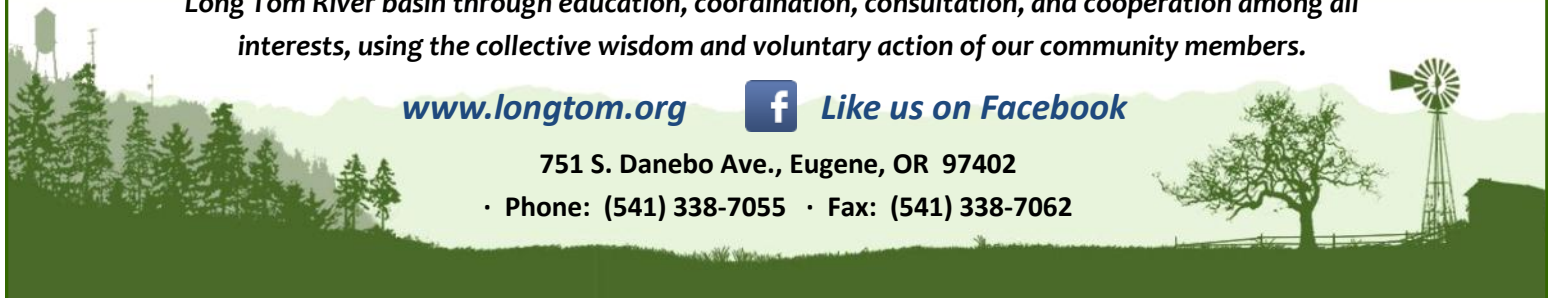 Long Tom River basin through education, coordination, consultation, and cooperation among all
interests, using the collective wisdom and voluntary action of our community members.
www.longtom.org f Like us on Facebook
751 S. Danebo Ave., Eugene, OR 97402
· Phone: (541) 338-7055 · Fax: (541) 338-7062